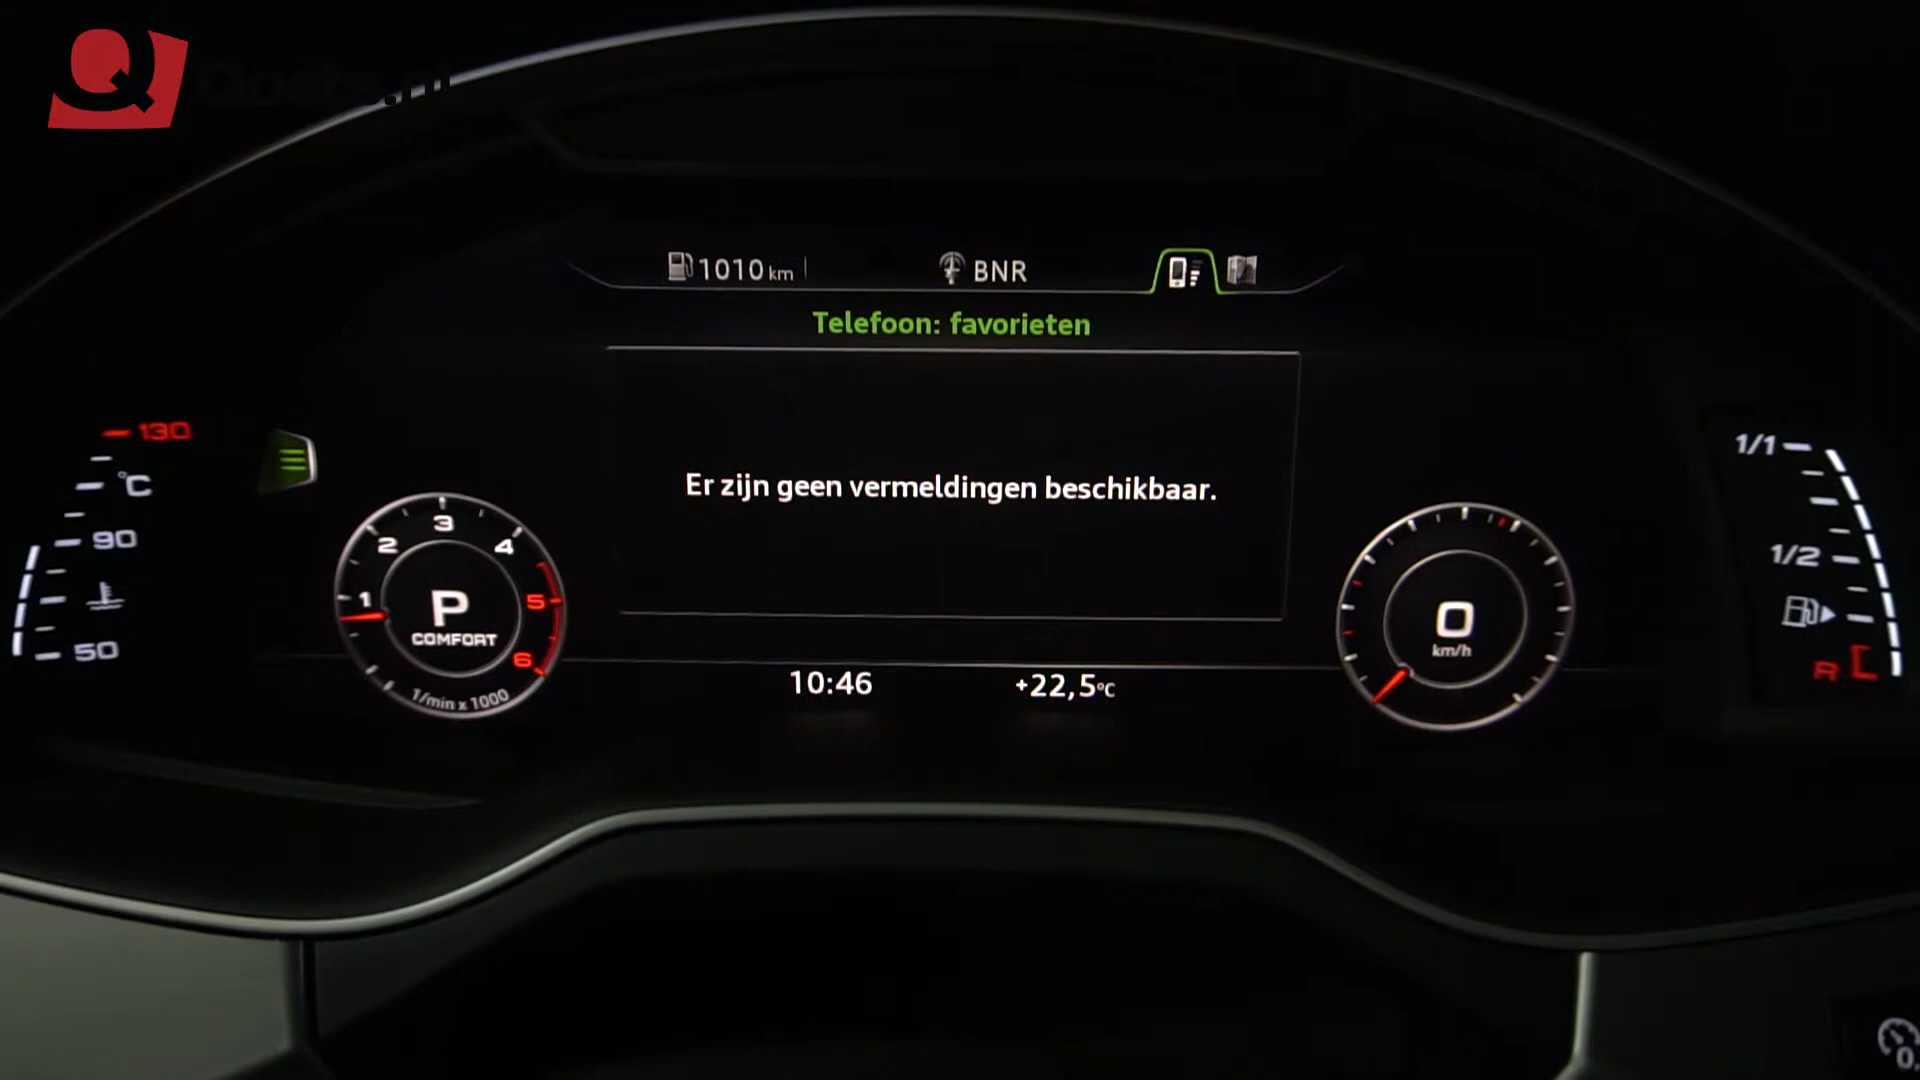 Q
1010 km
BNR
Telefoon: favorieten
Er zijn geen vermeldingen beschikbaar.
130
°C
90
50
1
2
3
4
5
6
P
COMFORT
1/min x 1000
10:46
+22,5°C
0
km/h
1/1
1/2
R
0.